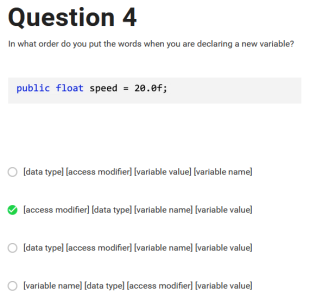 Question 4
In what order do you put the words when you are declaring a new variable?
public float speed = 20.0f;
[data type] [access modifier] [variable value] [variable name]
[access modifier] [data type] [variable name] [variable value]
[data type] [access modifier] [variable name] [variable value]
[variable name] [data type] [access modifier] [variable value]